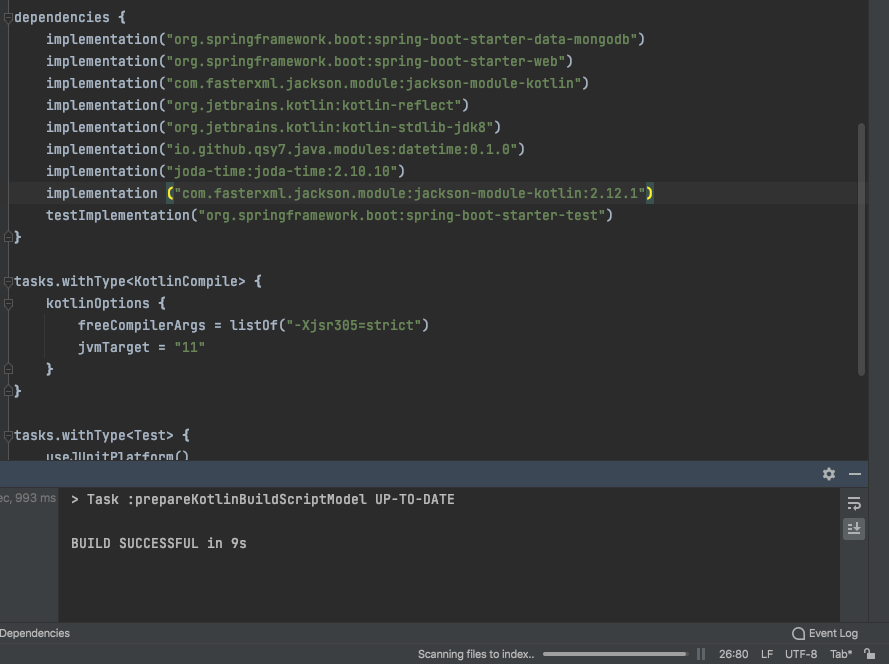 dependencies {
implementation("org.springframework.boot:spring-boot-starter-data-mongodb")
implementation("org.springframework.boot:spring-boot-starter-web")
implementation("com.fasterxml.jackson.module:jackson-module-kotlin")
implementation("org.jetbrains.kotlin:kotlin-reflect")
implementation("org.jetbrains.kotlin:kotlin-stdlib-jdk8")
implementation("io.github.qsy7.java.modules:datetime:0.1.0")
implementation("joda-time:joda-time:2.10.10")
implementation ("com.fasterxml.jackson.module:jackson-module-kotlin:2.12.1")
testImplementation("org.springframework.boot:spring-boot-starter-test")
}
tasks.withType<KotlinCompile> {
kotlinOptions {
freeCompilerArgs = listOf("-Xjsr305=strict")
jvmTarget = "11"
}
}
tasks.withType<Test> {
useJUnitPlatform()
ec, 993 ms
> Task :prepareKotlinBuildScriptModel UP-TO-DATE
BUILD SUCCESSFUL in 9s
Dependencies
Event Log
Scanning files to index.. 26:80 LF UTF-8 Tab*